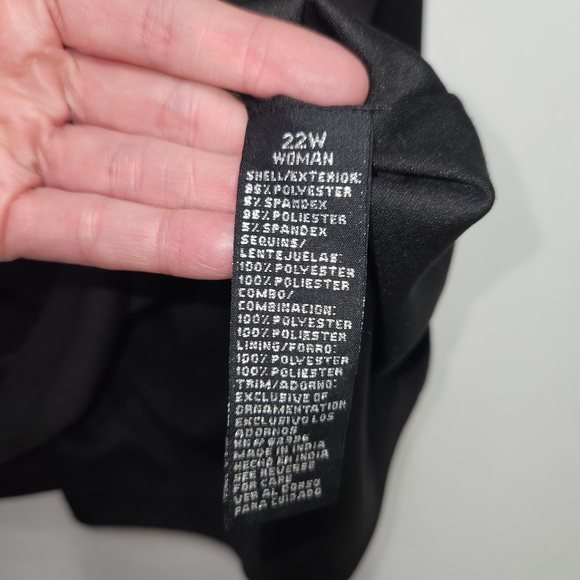 22W
WOMAN
SHELL/EXTERIOR:
95% POLYESTER
5% SPANDEX
95% POLIESTER
5% SPANDEX
SEQUINS/
LENTEJUELAS:
100% POLYESTER
100% POLIESTER
COMBO/
COMBINACION:
100% POLYESTER
100% POLIESTER
LINING/FORRO:
100% POLYESTER
100% POLIESTER
TRIM/ADORNO:
EXCLUSIVE OF
ORNAMENTATION
EXCLUSIVO LOS
ADORNOS
MADE IN INDIA
HECHO EN INDIA
SEE REVERSE
FOR CARE
VER AL DORSO
PARA CUIDADO